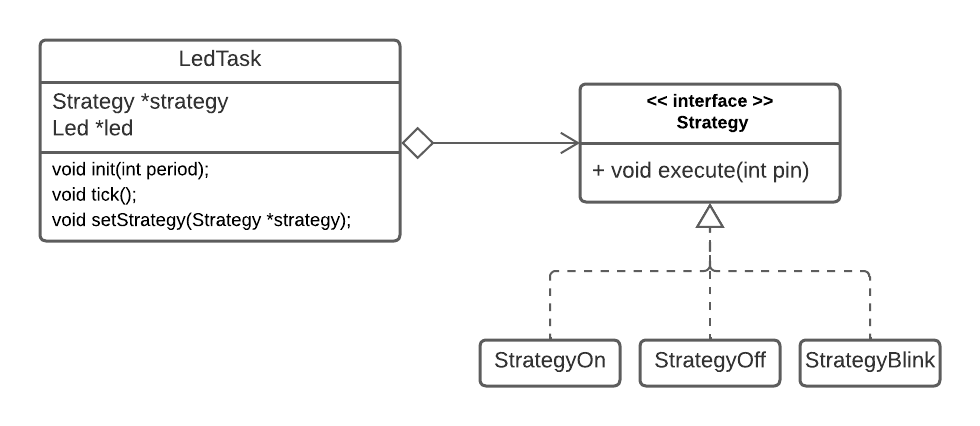 LedTask
Strategy *strategy
Led *led
void init(int period);
void tick();
void setStrategy(Strategy *strategy);
<< interface >>
Strategy
+ void execute(int pin)
StrategyOn
StrategyOff
StrategyBlink